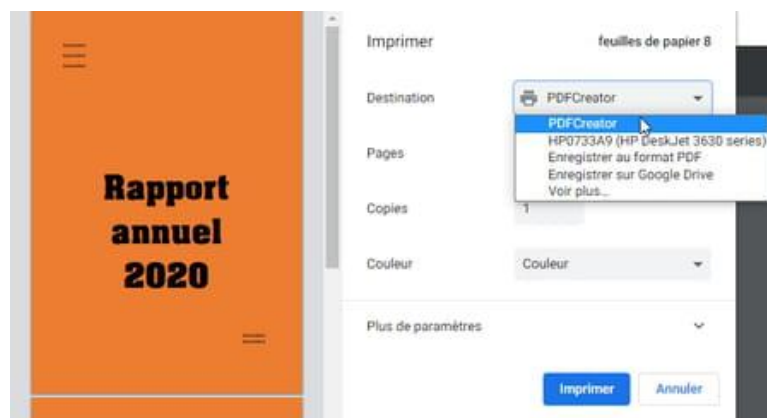 Rapport
annuel
2020
Imprimer feuilles de papier 8
Destination PDFCreator
PDFCreator
HP0733A9 (HP DeskJet 3630 series)
Enregistrer au format PDF
Enregistrer sur Google Drive
Voir plus...
Pages
Copies 1
Couleur Couleur
Plus de paramètres
Imprimer Annuler